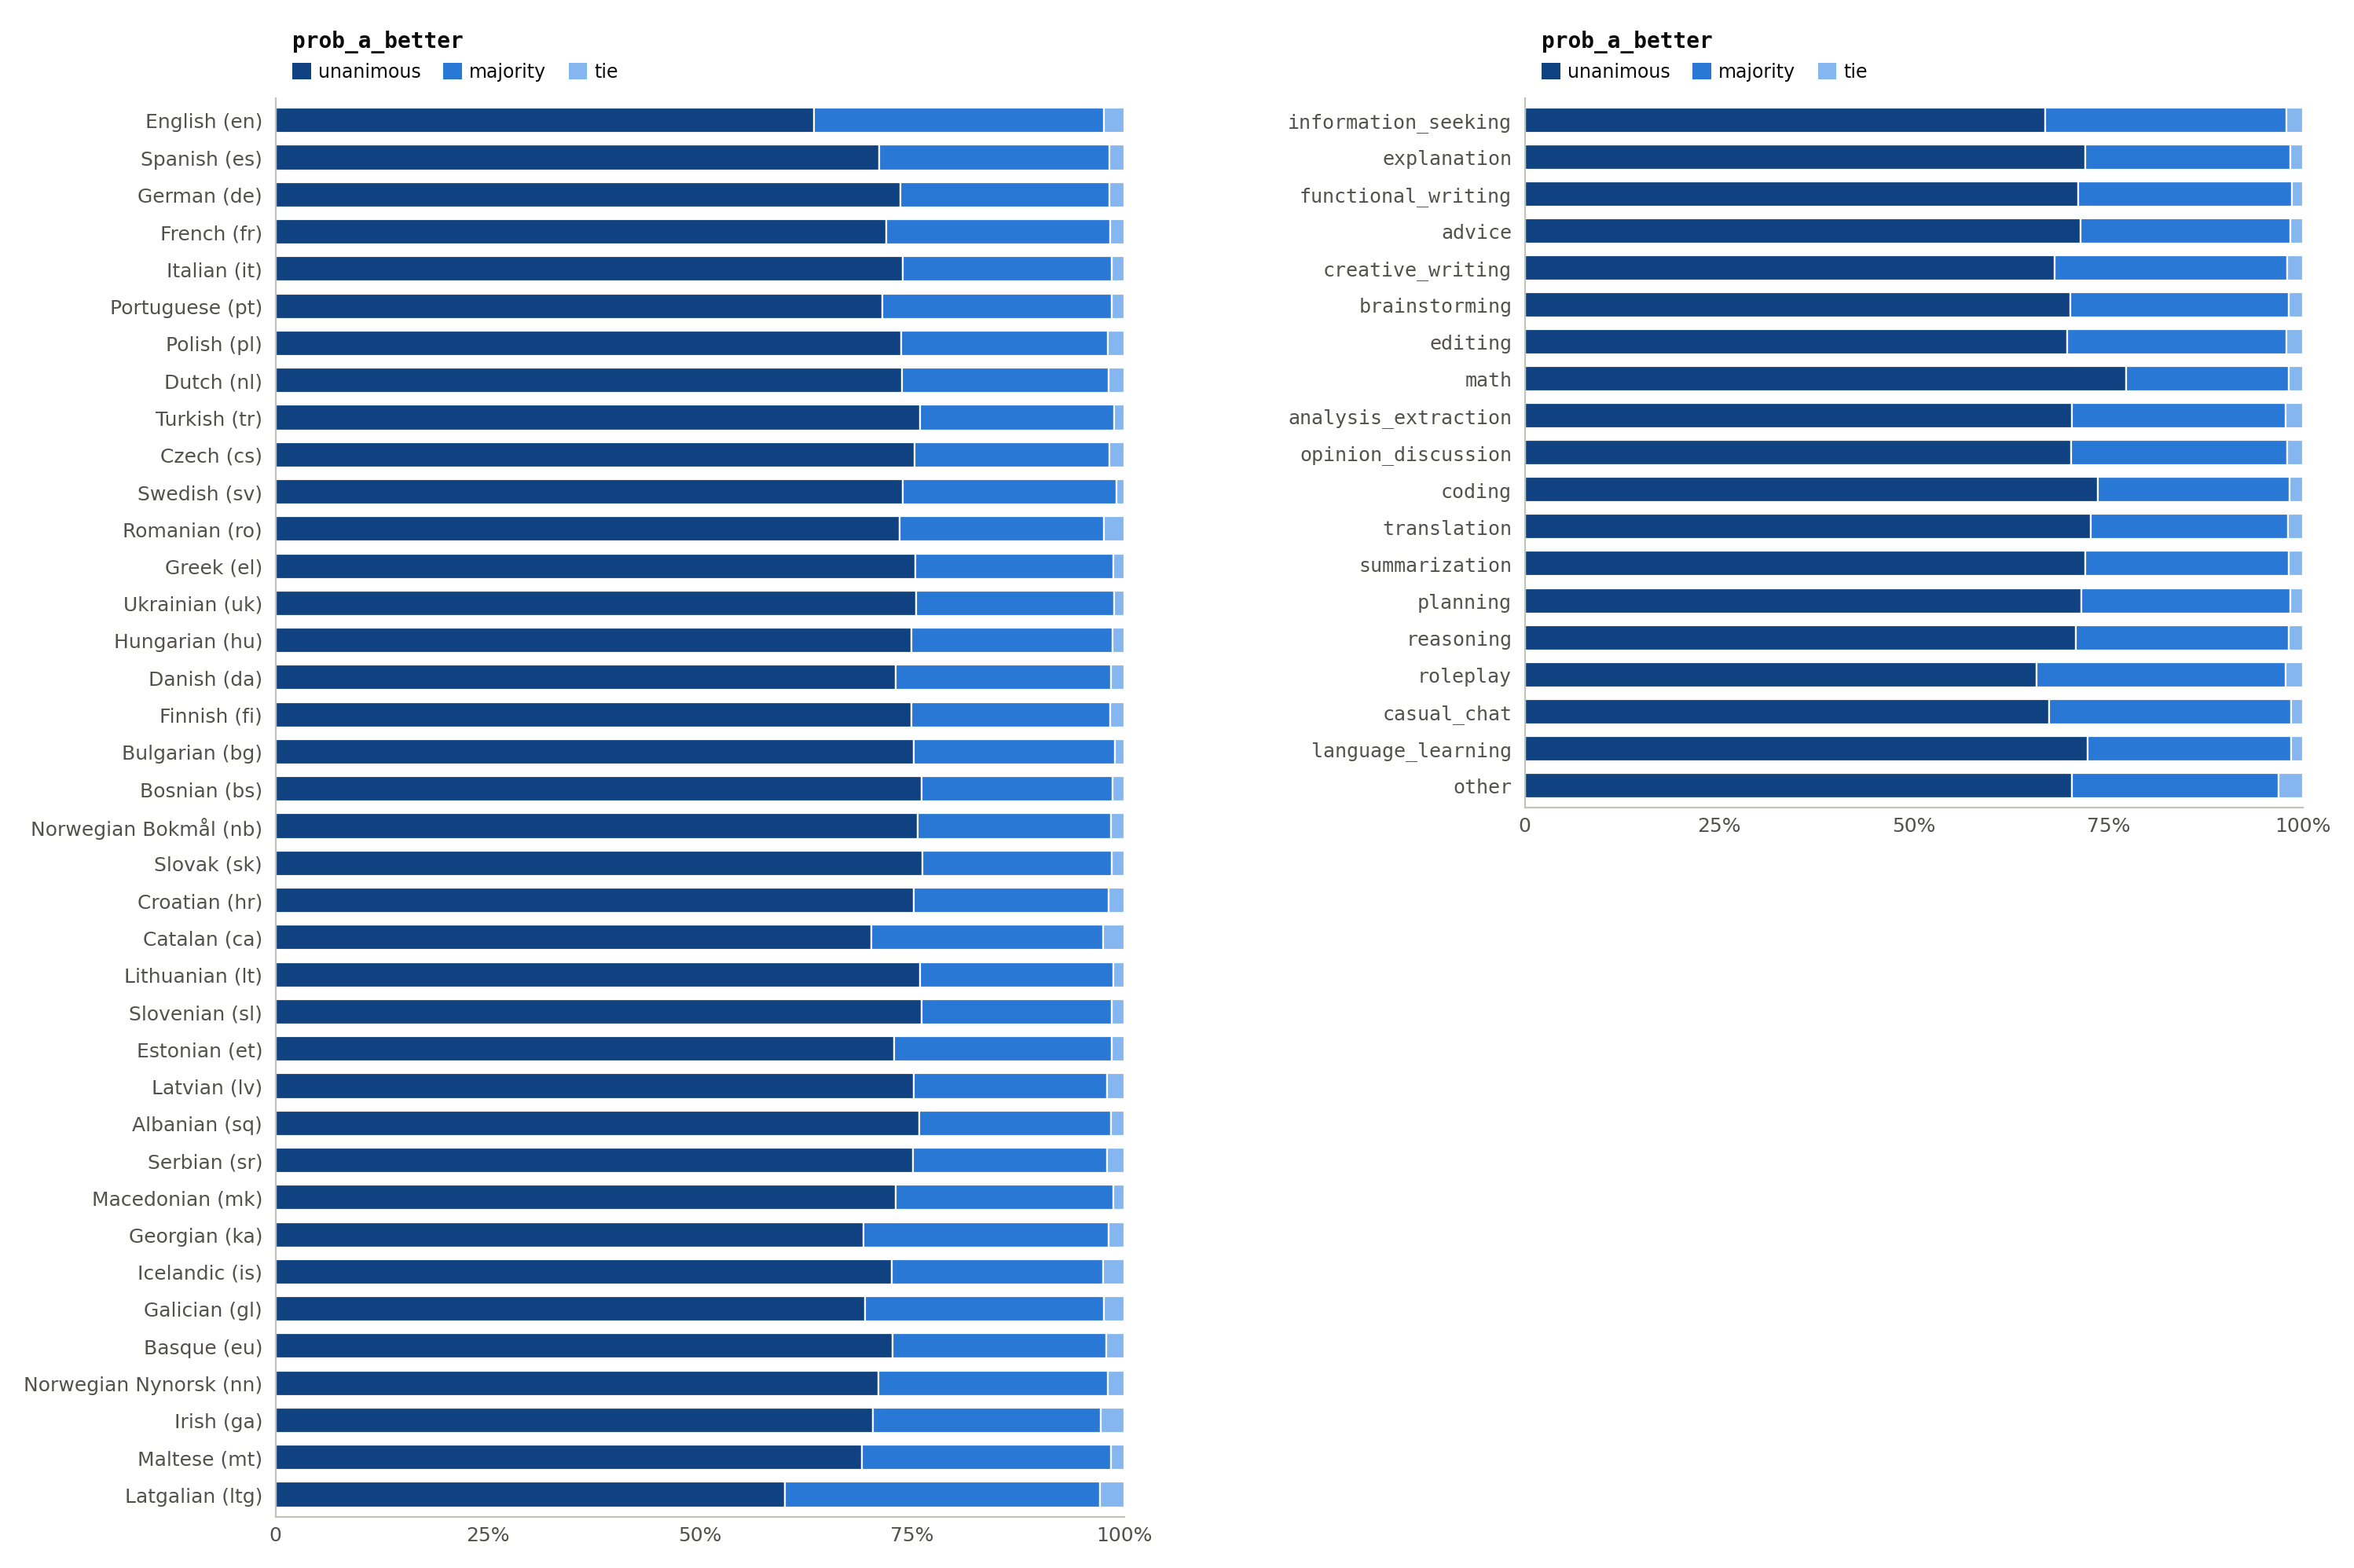 prob_a_better
unanimous majority tie
English (en)
Spanish (es)
German (de)
French (fr)
Italian (it)
Portuguese (pt)
Polish (pl)
Dutch (nl)
Turkish (tr)
Czech (cs)
Swedish (sv)
Romanian (ro)
Greek (el)
Ukrainian (uk)
Hungarian (hu)
Danish (da)
Finnish (fi)
Bulgarian (bg)
Bosnian (bs)
Norwegian Bokmål (nb)
Slovak (sk)
Croatian (hr)
Catalan (ca)
Lithuanian (lt)
Slovenian (sl)
Estonian (et)
Latvian (lv)
Albanian (sq)
Serbian (sr)
Macedonian (mk)
Georgian (ka)
Icelandic (is)
Galician (gl)
Basque (eu)
Norwegian Nynorsk (nn)
Irish (ga)
Maltese (mt)
Latgalian (ltg)
0 25% 50% 75% 100%
prob_a_better
unanimous majority tie
information_seeking
explanation
functional_writing
advice
creative_writing
brainstorming
editing
math
analysis_extraction
opinion_discussion
coding
translation
summarization
planning
reasoning
roleplay
casual_chat
language_learning
other
0 25% 50% 75% 100%